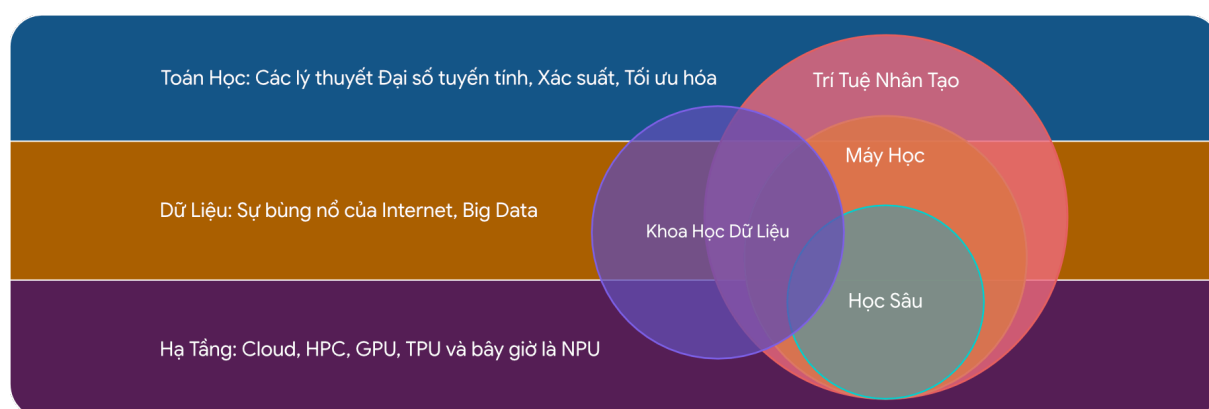 Toán Học: Các lý thuyết Đại số tuyến tính, Xác suất, Tối ưu hóa
Trí Tuệ Nhân Tạo
Máy Học
Dữ Liệu: Sự bùng nổ của Internet, Big Data
Khoa Học Dữ Liệu
Học Sâu
Hạ Tầng: Cloud, HPC, GPU, TPU và bây giờ là NPU